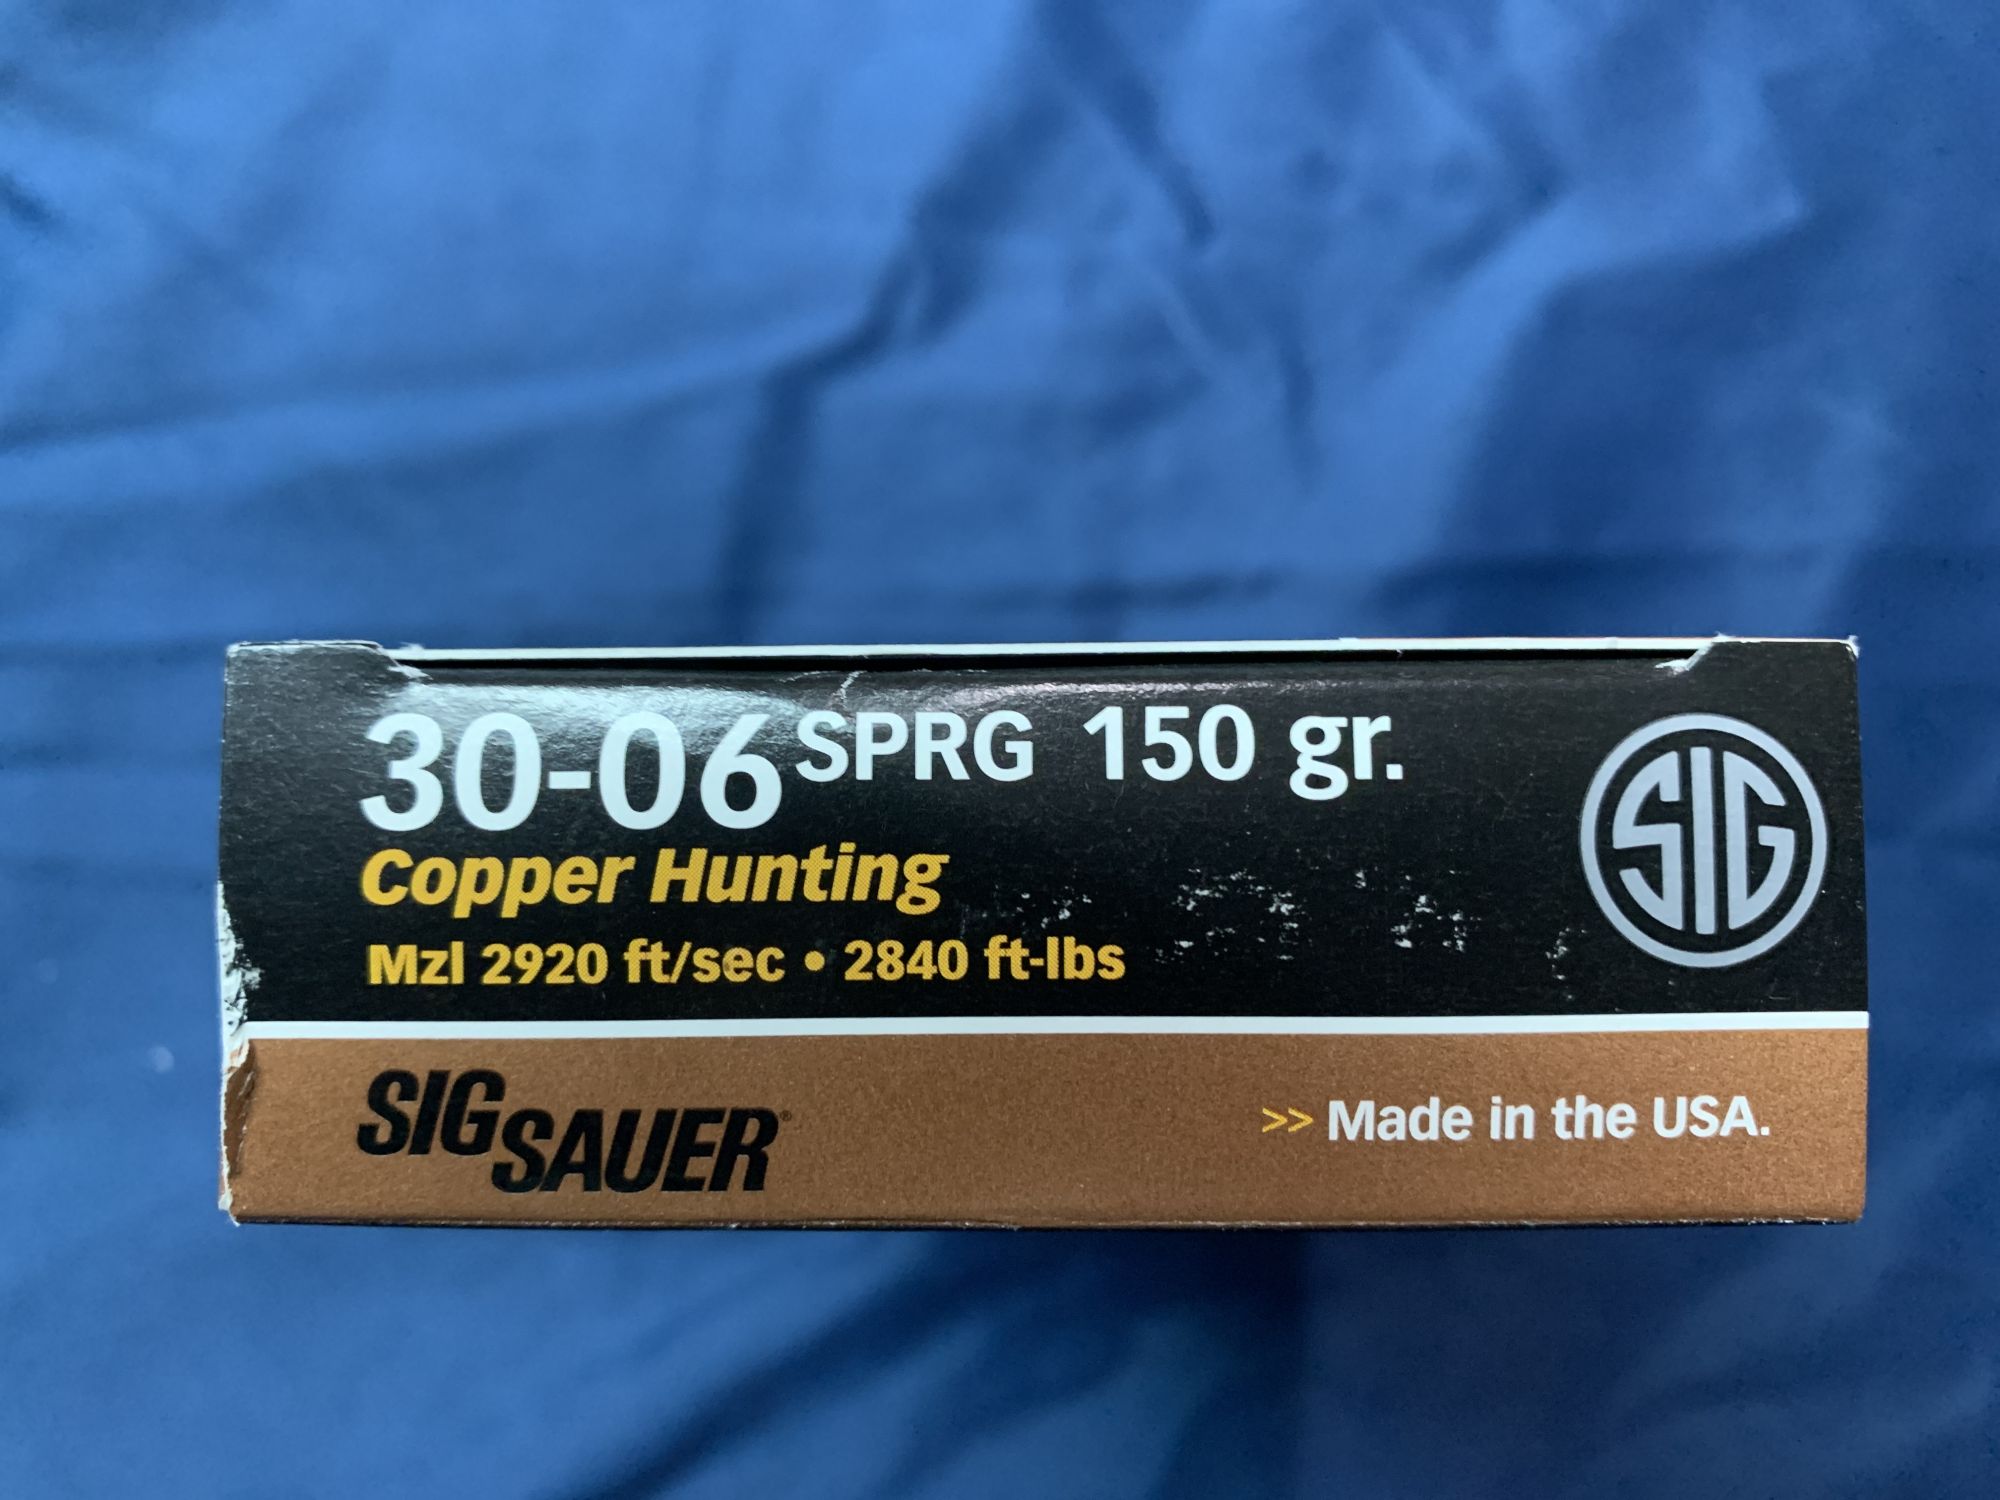 30-06 SPRG 150 gr.
Copper Hunting
Mzl 2920 ft/sec • 2840 ft-lbs
SIG
SIG SAUER®
>> Made in the USA.